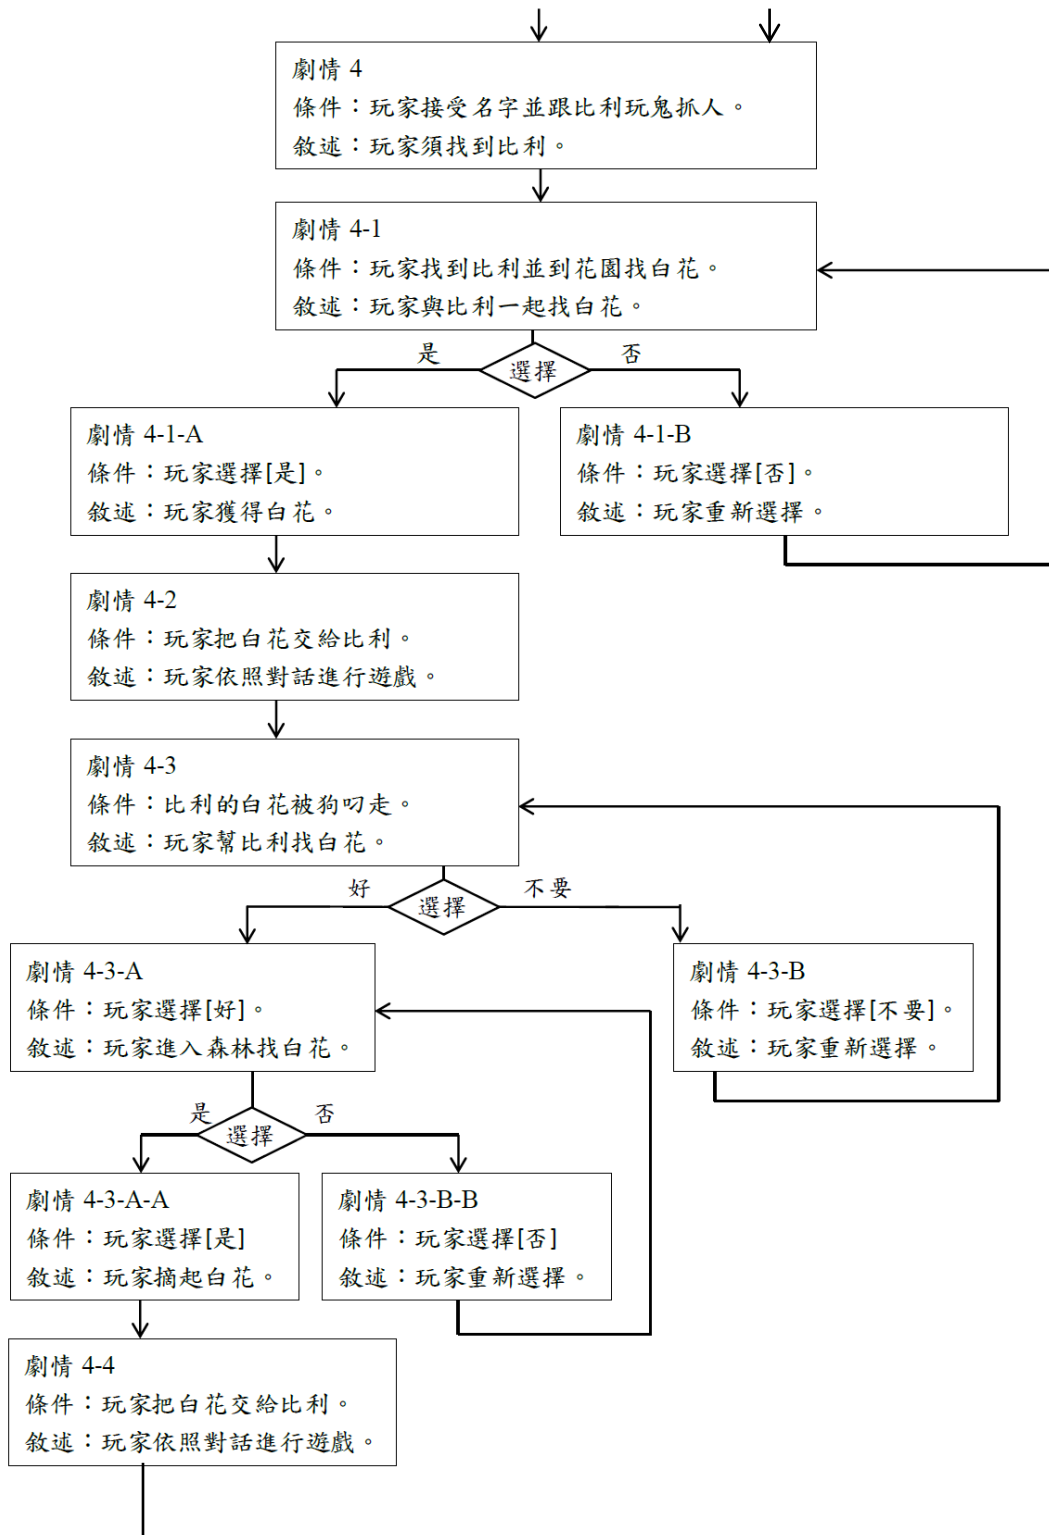 劇情 4
條件：玩家接受名字並跟比利玩鬼抓人。
敘述：玩家須找到比利。
劇情 4-1
條件：玩家找到比利並到花園找白花。
敘述：玩家與比利一起找白花。
是
選擇
否
劇情 4-1-A
條件：玩家選擇[是]。
敘述：玩家獲得白花。
劇情 4-1-B
條件：玩家選擇[否]。
敘述：玩家重新選擇。
劇情 4-2
條件：玩家把白花交給比利。
敘述：玩家依照對話進行遊戲。
劇情 4-3
條件：比利的白花被狗叼走。
敘述：玩家幫比利找白花。
好
選擇
不要
劇情 4-3-A
條件：玩家選擇[好]。
敘述：玩家進入森林找白花。
劇情 4-3-B
條件：玩家選擇[不要]。
敘述：玩家重新選擇。
是
選擇
否
劇情 4-3-A-A
條件：玩家選擇[是]
敘述：玩家摘起白花。
劇情 4-3-B-B
條件：玩家選擇[否]
敘述：玩家重新選擇。
劇情 4-4
條件：玩家把白花交給比利。
敘述：玩家依照對話進行遊戲。